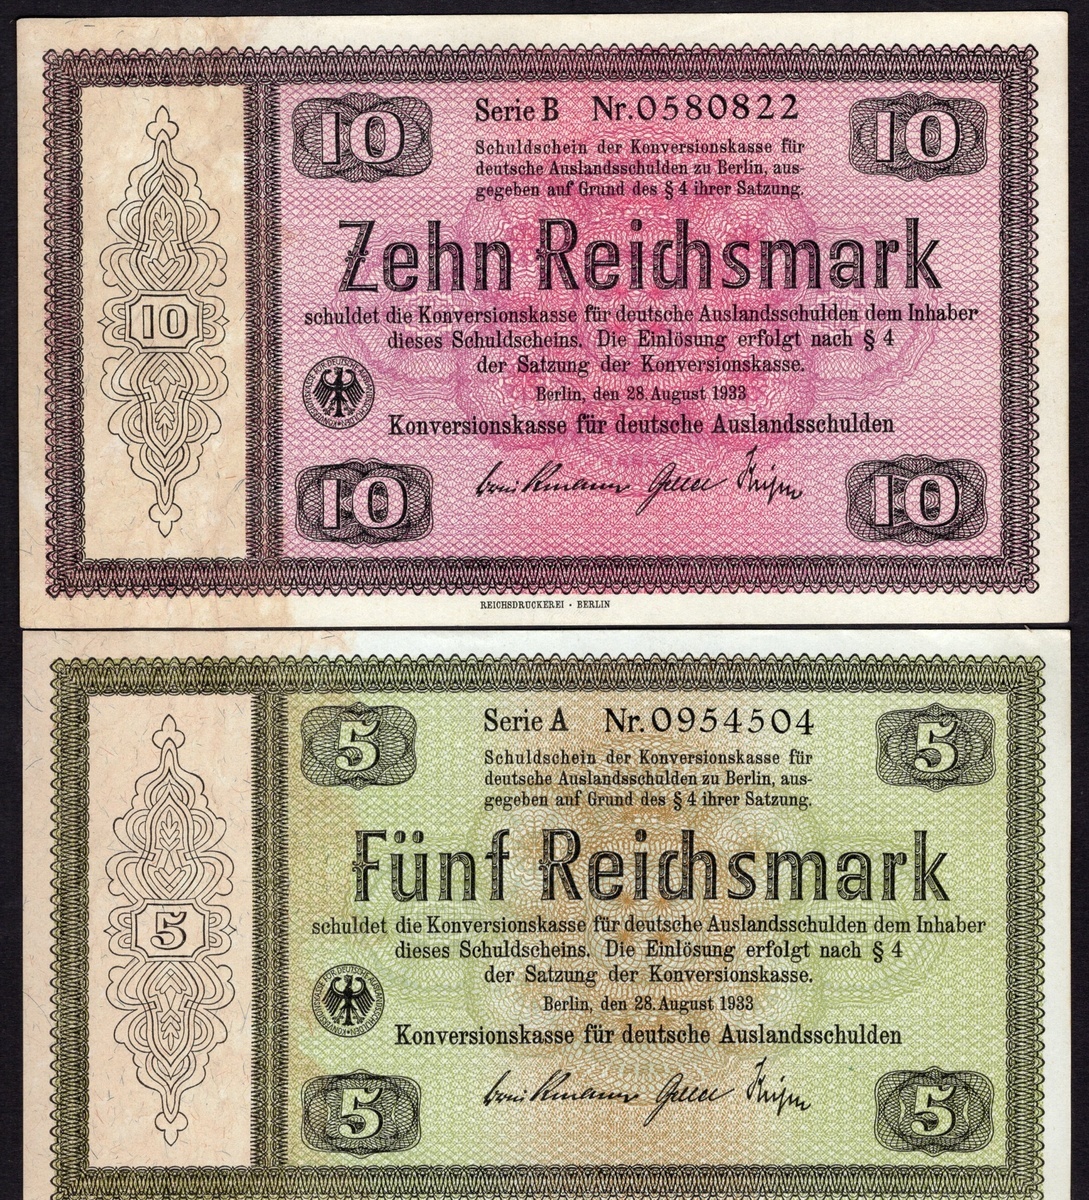 10
Serie B Nr.0580822
10
Schuldschein der Konversionskasse für
deutsche Auslandsschulden zu Berlin, aus-
gegeben auf Grund des § 4 ihrer Satzung.
Zehn Reichsmark
10
schuldet die Konversionskasse für deutsche Auslandsschulden dem Inhaber
dieses Schuldscheins. Die Einlösung erfolgt nach § 4
der Satzung der Konversionskasse.
Berlin, den 28. August 1933
Konversionskasse für deutsche Auslandsschulden
10
10
REICHSDRUCKEREI · BERLIN
5
Serie A Nr.0954504
5
Schuldschein der Konversionskasse für
deutsche Auslandsschulden zu Berlin, aus-
gegeben auf Grund des § 4 ihrer Satzung.
Fünf Reichsmark
5
schuldet die Konversionskasse für deutsche Auslandsschulden dem Inhaber
dieses Schuldscheins. Die Einlösung erfolgt nach § 4
der Satzung der Konversionskasse.
KONVERSIONSKASSE FÜR DEUTSCHE AUSLANDSSCHULDEN
Berlin, den 28. August 1933
Konversionskasse für deutsche Auslandsschulden
5
5